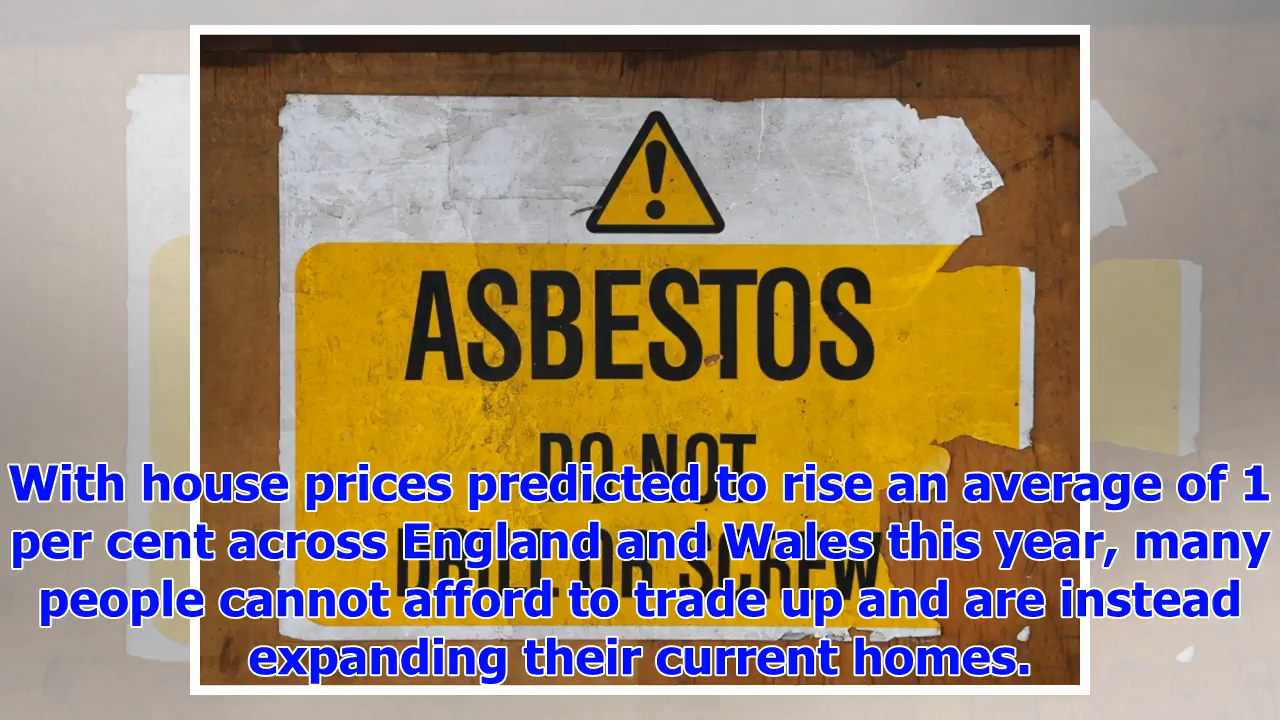 ASBESTOS
DO NOT
DRILL OR SCREW
With house prices predicted to rise an average of 1
per cent across England and Wales this year, many
people cannot afford to trade up and are instead
expanding their current homes.